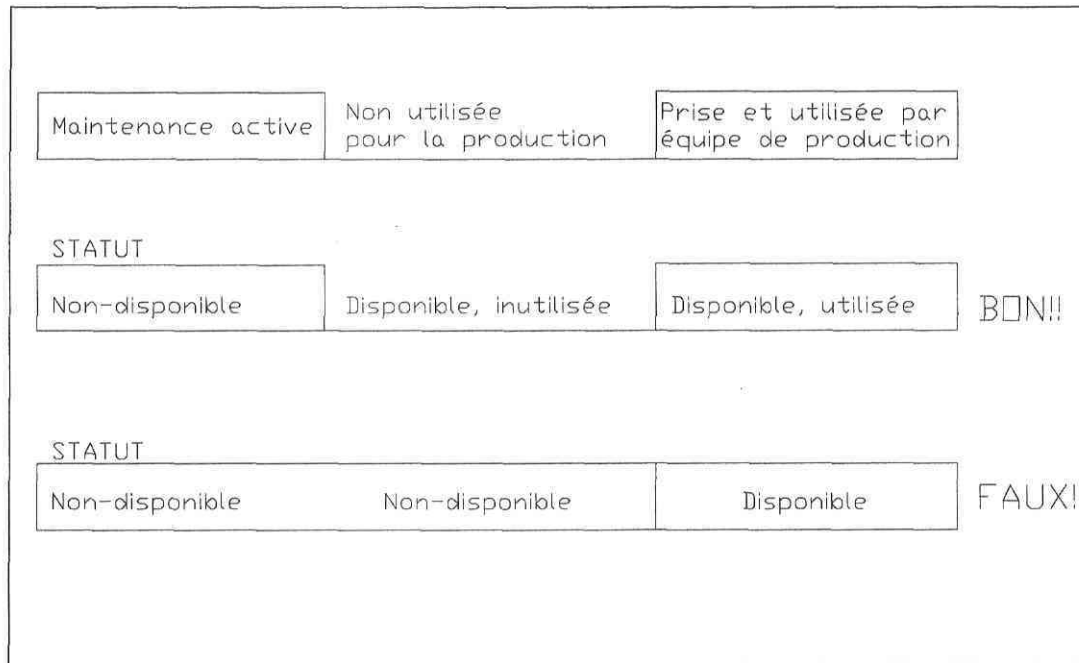 Maintenance active
Non utilisée
pour la production
Prise et utilisée par
équipe de production
STATUT
Non-disponible
Disponible, inutilisée
Disponible, utilisée
BON!!
STATUT
Non-disponible
Non-disponible
Disponible
FAUX!